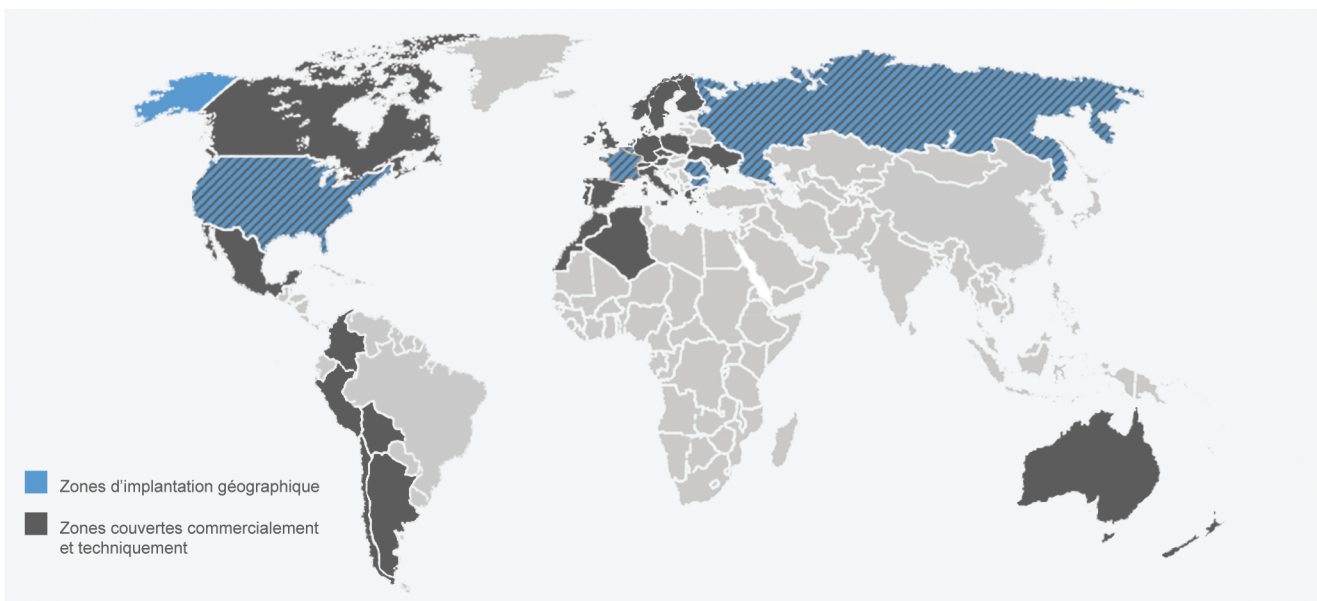 Zones d’implantation géographique
Zones couvertes commercialement
et techniquement